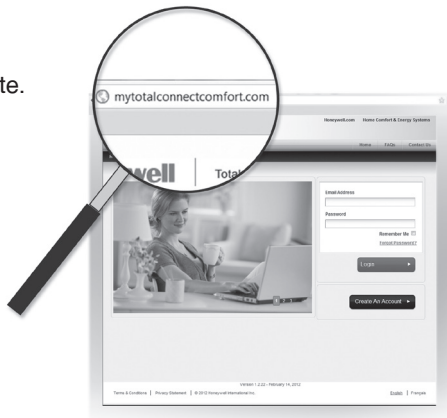 te.
mytotalconnectcomfort.com
Honeywell.com Home Comfort & Energy Systems
Home FAQs Contact Us
well Total
Email Address
Password
Remember Me
Forgot Password?
Login
Create An Account
Version 1.2.22 - February 14, 2012
Terms & Conditions | Privacy Statement | © 2012 Honeywell International Inc. English | Français